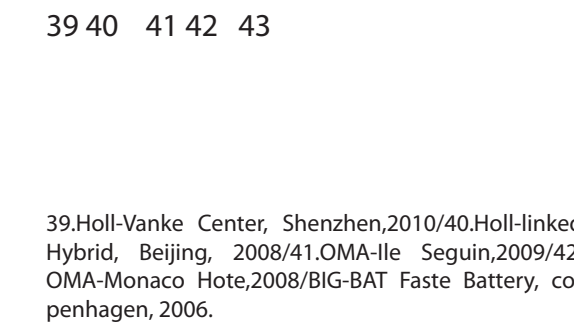 39 40 41 42 43
39.Holl-Vanke Center, Shenzhen,2010/40.Holl-linked
Hybrid, Beijing, 2008/41.OMA-Ile Seguin,2009/42
OMA-Monaco Hote,2008/BIG-BAT Faste Battery, co
penhagen, 2006.